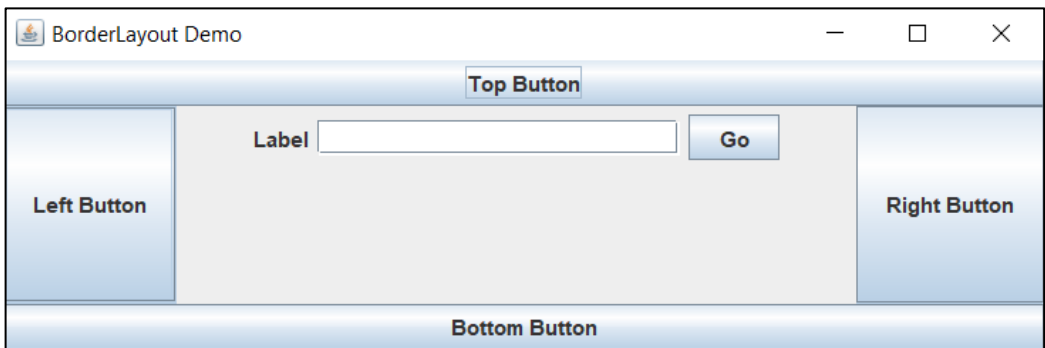 BorderLayout Demo
Top Button
Label Go
Left Button
Right Button
Bottom Button